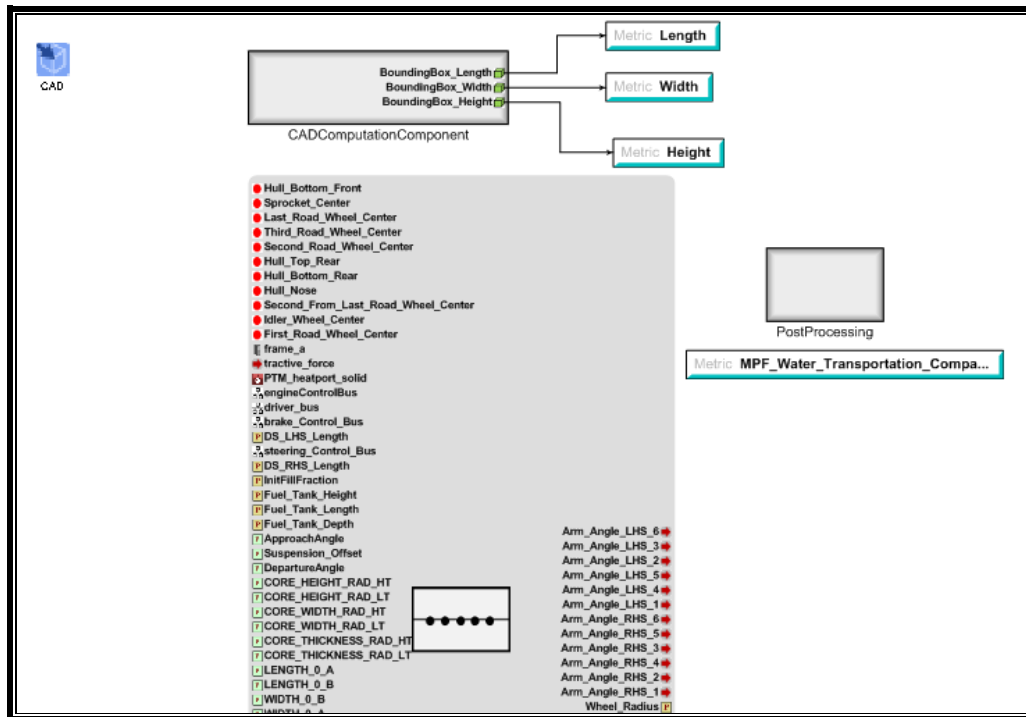 CAD
BoundingBox_Length
BoundingBox_Width
BoundingBox_Height
CADComputationComponent
Metric Length
Metric Width
Metric Height
Hull_Bottom_Front
Sprocket_Center
Last_Road_Wheel_Center
Third_Road_Wheel_Center
Second_Road_Wheel_Center
Hull_Top_Rear
Hull_Bottom_Rear
Hull_Nose
Second_From_Last_Road_Wheel_Center
Idler_Wheel_Center
First_Road_Wheel_Center
frame_a
tractive_force
PTM_heatport_solid
engineControlBus
driver_bus
brake_Control_Bus
DS_LHS_Length
steering_Control_Bus
DS_RHS_Length
InitFillFraction
Fuel_Tank_Height
Fuel_Tank_Length
Fuel_Tank_Depth
ApproachAngle
Suspension_Offset
DepartureAngle
CORE_HEIGHT_RAD_HT
CORE_HEIGHT_RAD_LT
CORE_WIDTH_RAD_HT
CORE_WIDTH_RAD_LT
CORE_THICKNESS_RAD_HT
CORE_THICKNESS_RAD_LT
LENGTH_0_A
LENGTH_0_B
WIDTH_0_B
WIDTH_0_A
Arm_Angle_LHS_6
Arm_Angle_LHS_3
Arm_Angle_LHS_2
Arm_Angle_LHS_5
Arm_Angle_LHS_4
Arm_Angle_LHS_1
Arm_Angle_RHS_6
Arm_Angle_RHS_5
Arm_Angle_RHS_3
Arm_Angle_RHS_4
Arm_Angle_RHS_2
Arm_Angle_RHS_1
Wheel_Radius
PostProcessing
Metric MPF_Water_Transportation_Compa...